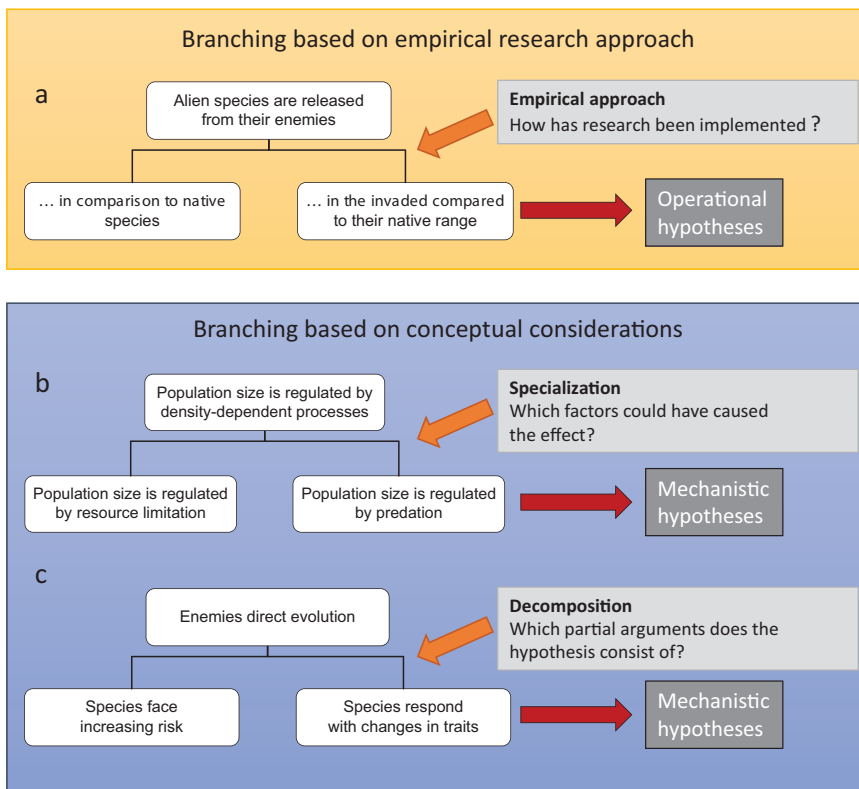 Branching based on empirical research approach
a
Alien species are released
from their enemies
Empirical approach
How has research been implemented ?
… in comparison to native
species
… in the invaded compared
to their native range
Operational
hypotheses
Branching based on conceptual considerations
b
Population size is regulated by
density-dependent processes
Specialization
Which factors could have caused
the effect?
Population size is regulated
by resource limitation
Population size is regulated
by predation
Mechanistic
hypotheses
c
Enemies direct evolution
Decomposition
Which partial arguments does the
hypothesis consist of?
Species face
increasing risk
Species respond
with changes in traits
Mechanistic
hypotheses